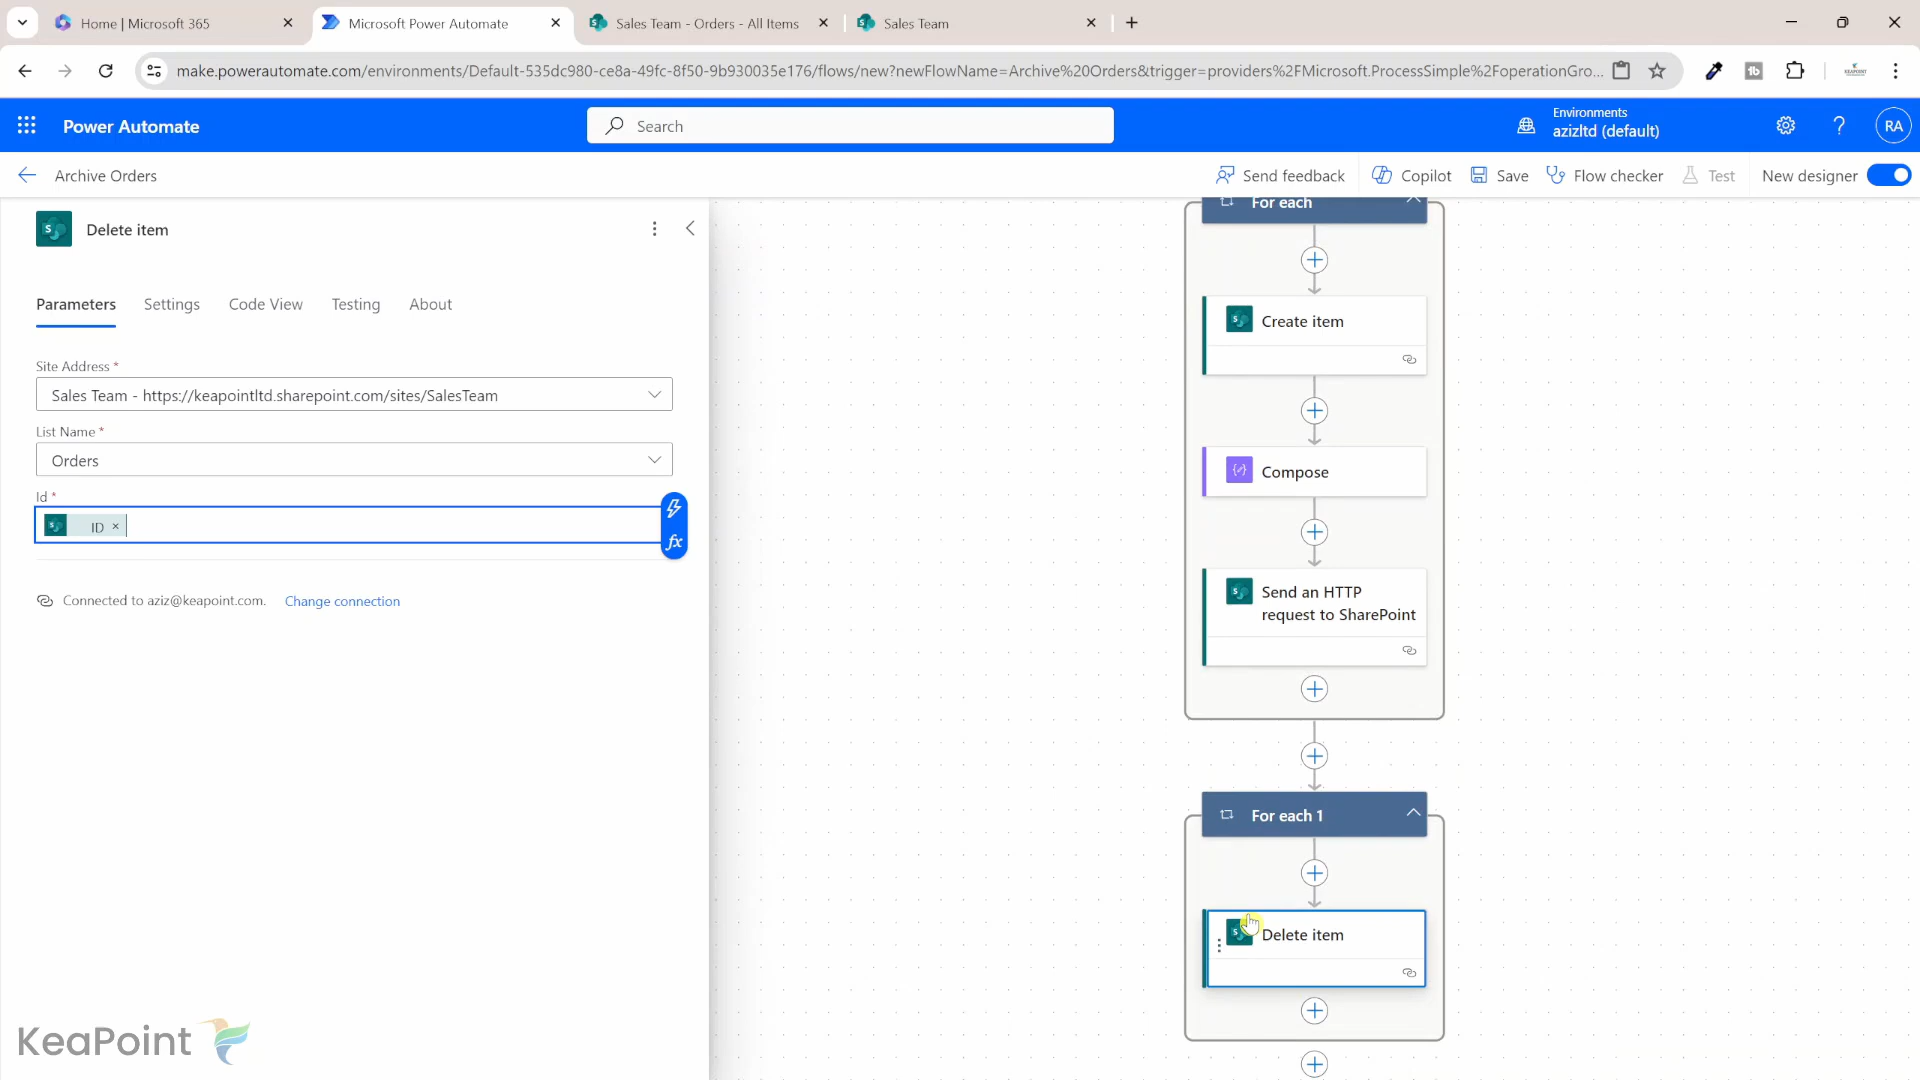 Home | Microsoft 365
Microsoft Power Automate
Sales Team - Orders - All Items
Sales Team
make.powerautomate.com/environments/Default-535dc980-ce8a-49fc-8f50-9b930035e176/flows/new?newFlowName=Archive%20Orders&trigger=providers%2FMicrosoft.ProcessSimple%2FoperationGro...
Power Automate
Search
Environments
azizltd (default)
RA
Archive Orders
Send feedback
Copilot
Save
Flow checker
Test
New designer
Delete item
Parameters
Settings
Code View
Testing
About
Site Address *
Sales Team - https://keapointltd.sharepoint.com/sites/SalesTeam
List Name *
Orders
Id *
ID
fx
Connected to aziz@keapoint.com.
Change connection
For each
Create item
Compose
Send an HTTP
request to SharePoint
For each 1
Delete item
KeaPoint